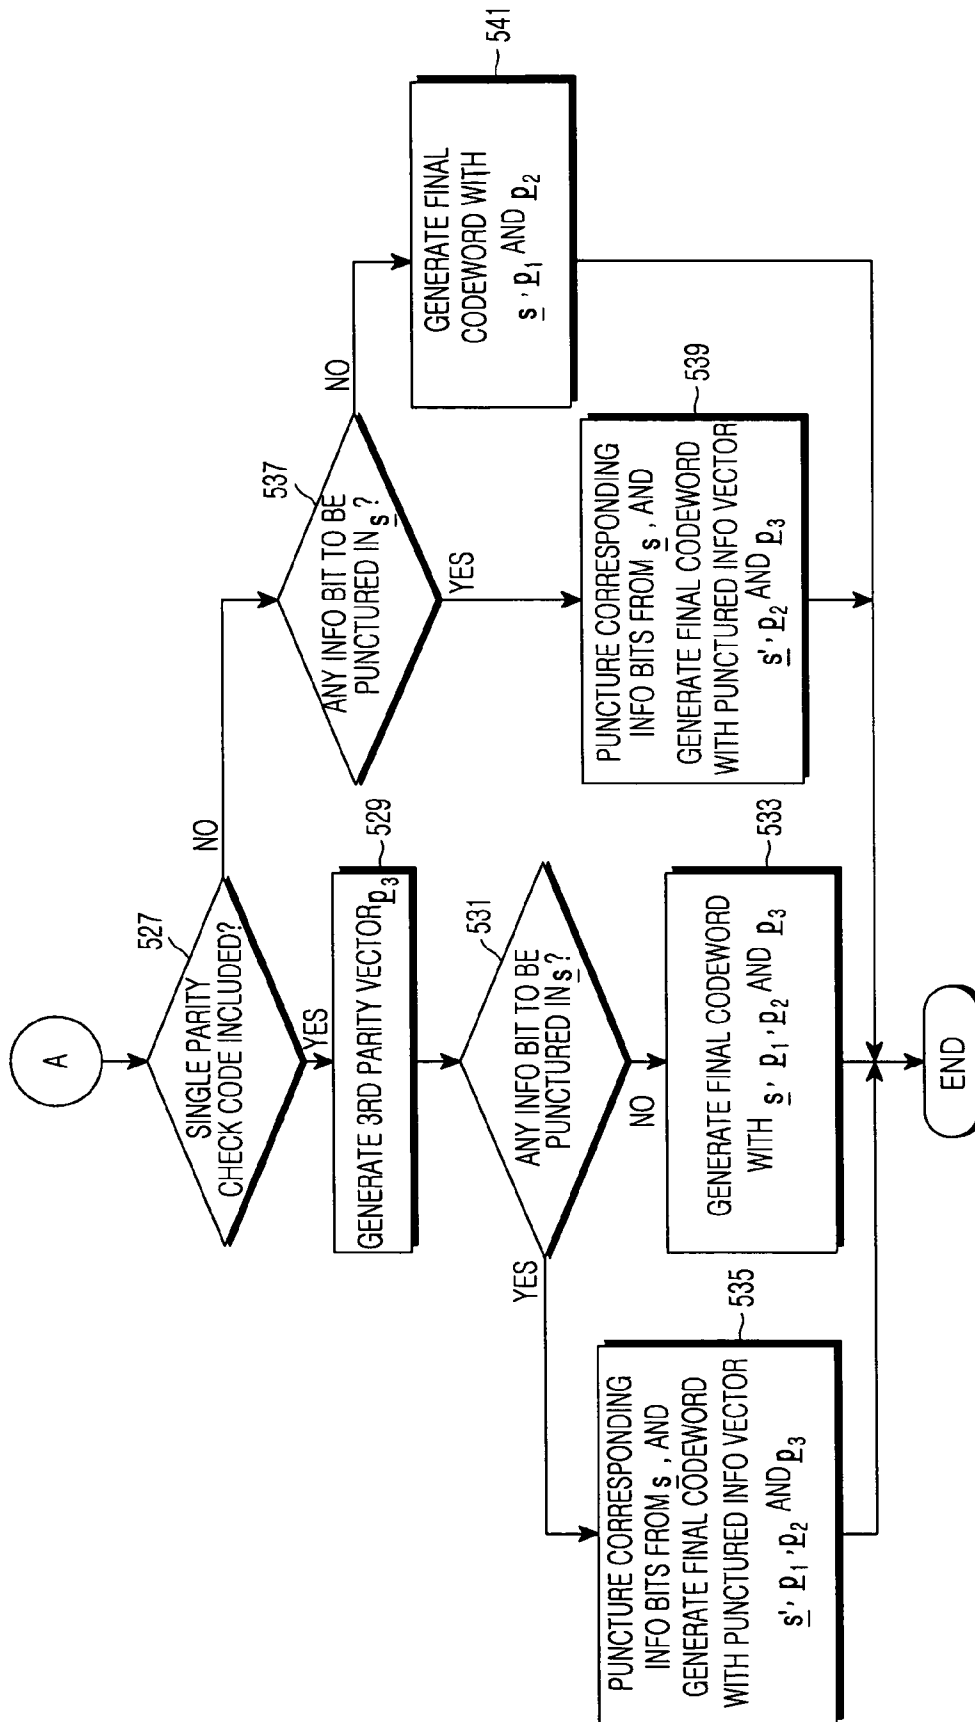 A
527
SINGLE PARITY
CHECK CODE INCLUDED?
NO
YES
529
GENERATE 3RD PARITY VECTOR p3
531
ANY INFO BIT TO BE
PUNCTURED IN s?
YES
NO
535
PUNCTURE CORRESPONDING
INFO BITS FROM s, AND
GENERATE FINAL CODEWORD
WITH PUNCTURED INFO VECTOR
s', p1, p2 AND p3
533
GENERATE FINAL CODEWORD
WITH s, p1, p2 AND p3
537
ANY INFO BIT TO BE
PUNCTURED IN s?
NO
YES
539
PUNCTURE CORRESPONDING
INFO BITS FROM s, AND
GENERATE FINAL CODEWORD
WITH PUNCTURED INFO VECTOR
s', p2 AND p3
541
GENERATE FINAL
CODEWORD WITH
s, p1 AND p2
END